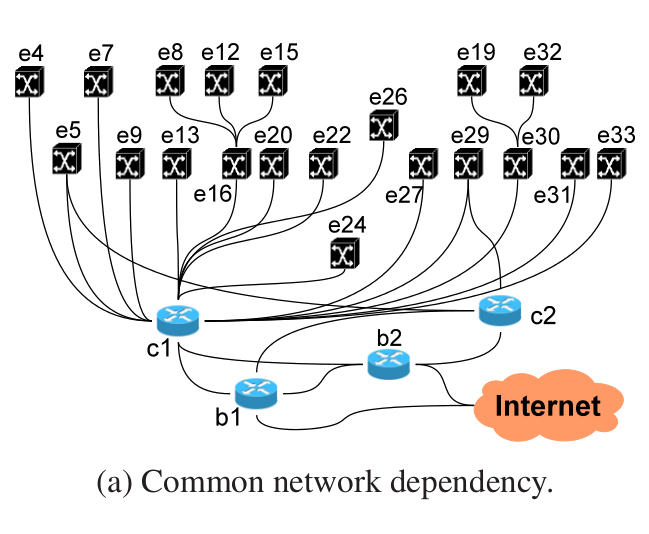 e4 e7 e8 e12 e15 e19 e32
e26
e5 e9 e13 e20 e22 e29 e30 e33
e16 e27 e31
e24
c1 c2
b2
b1
Internet
(a) Common network dependency.